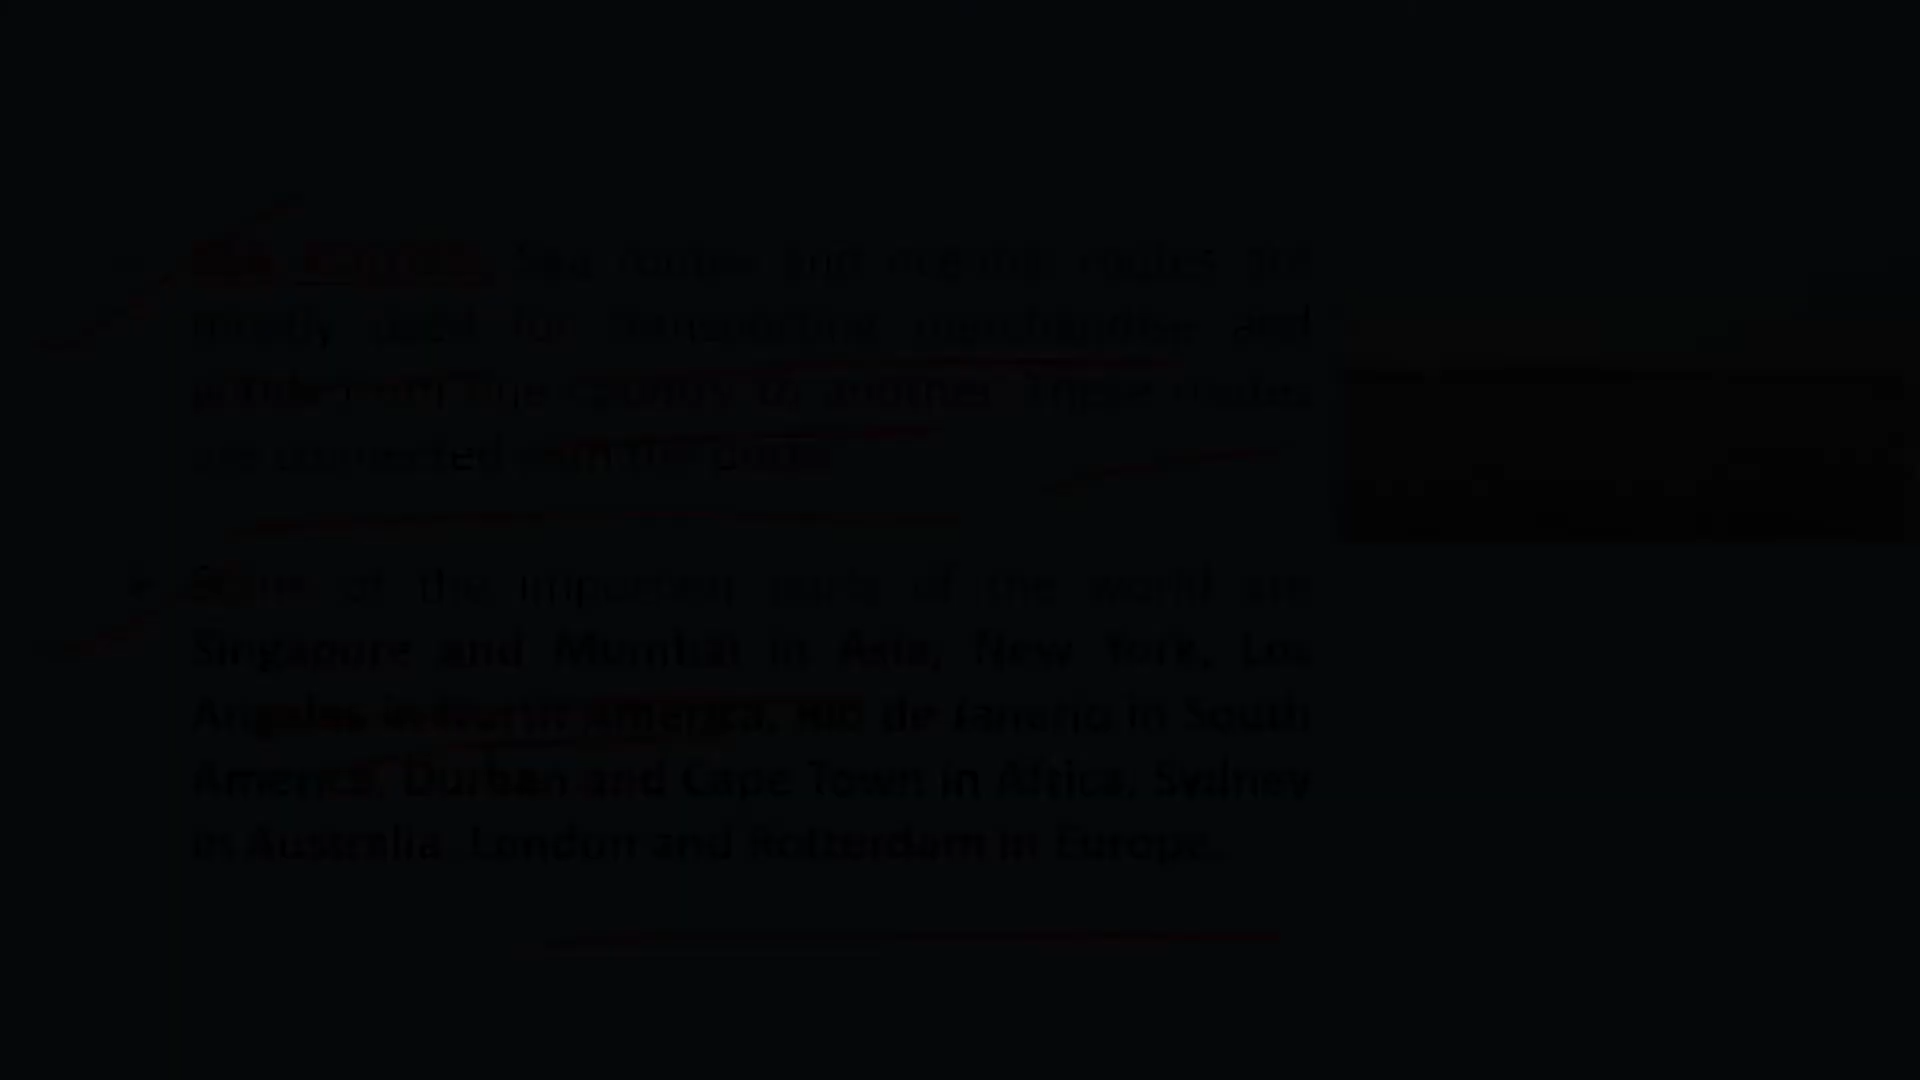 Sea Routes: Sea routes and oceanic routes are
mostly used for transporting merchandise and
goods from one country to another. These routes
are connected with the ports.
Some of the important ports of the world are
Singapore and Mumbai in Asia, New York, Los
Angeles in North America, Rio de Janerio in South
America, Durban and Cape Town in Africa, Sydney
in Australia, London and Rotterdam in Europe.